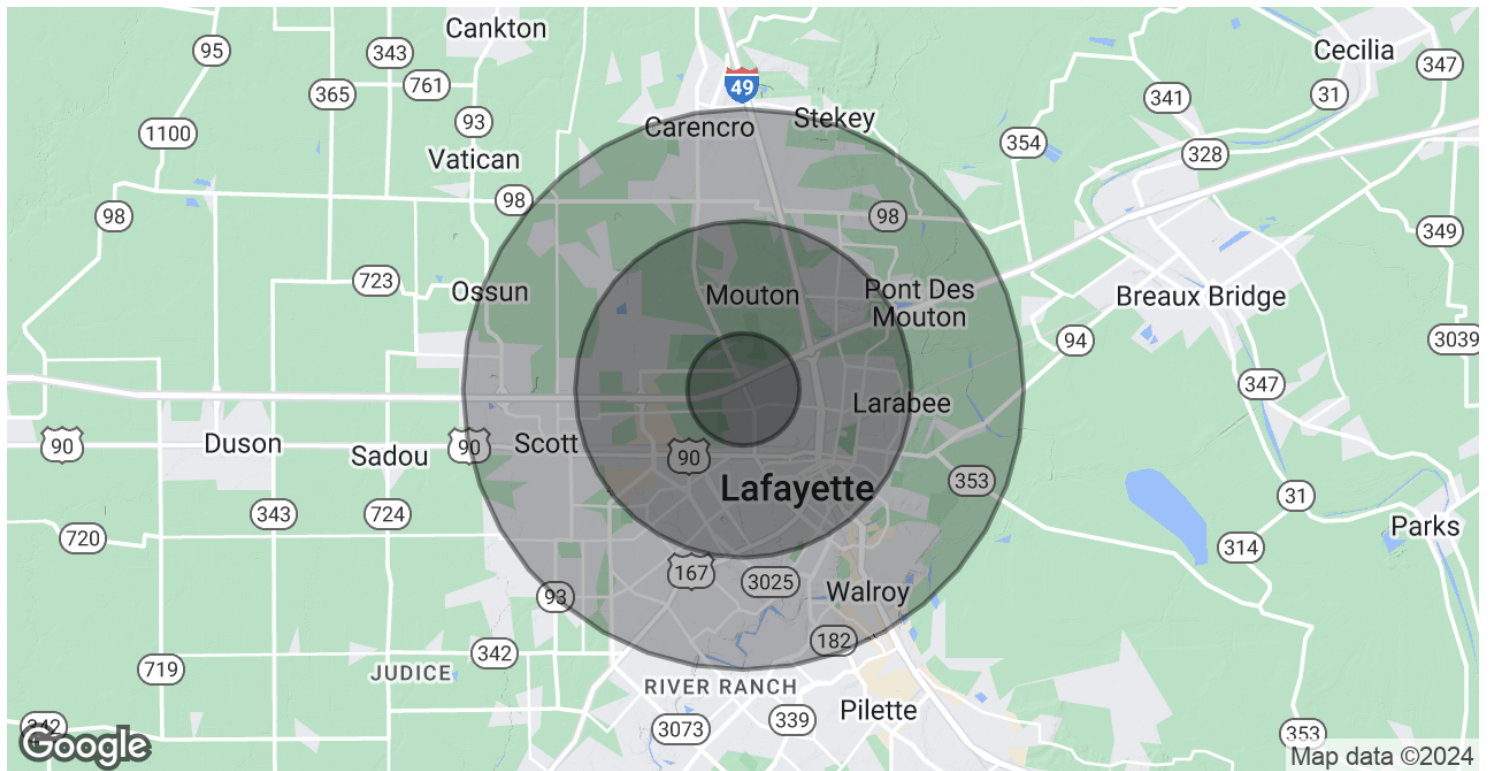 Cankton
Cecilia
95
343
347
761
49
365
341
31
93
Stekey
Carencro
1100
354
328
Vatican
98
98
98
349
723
Ossun
Mouton
Pont Des
Mouton
Breaux Bridge
94
3039
347
Larabee
90
Duson
90
Scott
Sadou
90
353
Lafayette
31
343
724
Parks
720
314
167
3025
93
Walroy
182
342
719
JUDICE
RIVER RANCH
Pilette
342
3073
339
353
Google
Map data ©2024